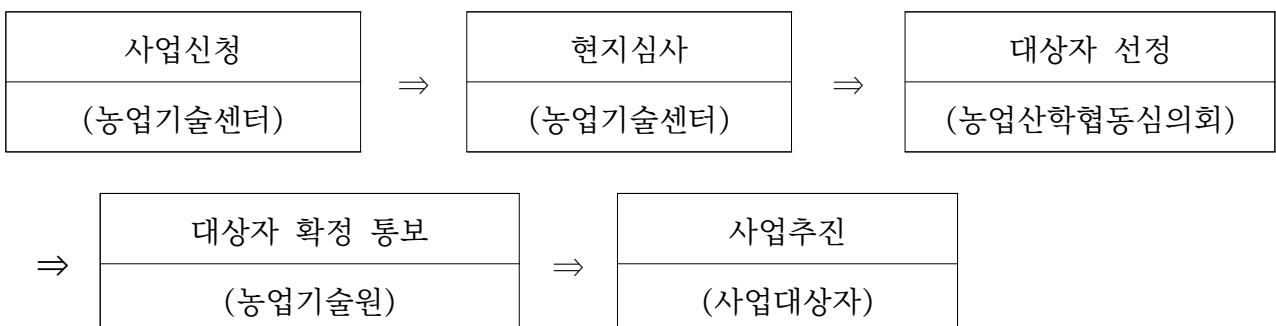 사업신청 ⇒ 현지심사 ⇒ 대상자 선정
(농업기술센터) (농업기술센터) (농업산학협동심의회)
⇒ 대상자 확정 통보 ⇒ 사업추진
(농업기술원) (사업대상자)